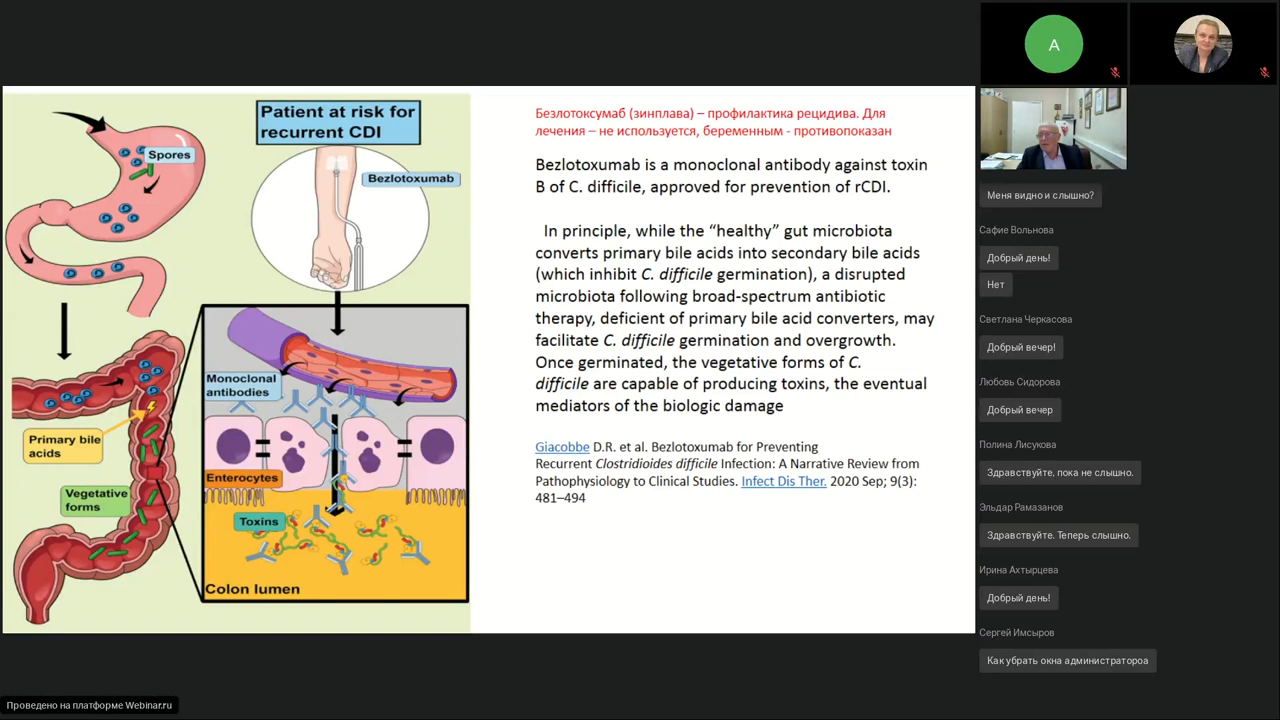 Patient at risk for
recurrent CDI
Spores
Bezlotoxumab
Monoclonal
antibodies
Primary bile
acids
Enterocytes
Vegetative
forms
Toxins
Colon lumen
Безлотоксумаб (зинплава) – профилактика рецидива. Для
лечения – не используется, беременным - противопоказан
Bezlotoxumab is a monoclonal antibody against toxin
B of C. difficile, approved for prevention of rCDI.
In principle, while the “healthy” gut microbiota
converts primary bile acids into secondary bile acids
(which inhibit C. difficile germination), a disrupted
microbiota following broad-spectrum antibiotic
therapy, deficient of primary bile acid converters, may
facilitate C. difficile germination and overgrowth.
Once germinated, the vegetative forms of C.
difficile are capable of producing toxins, the eventual
mediators of the biologic damage
Giacobbe D.R. et al. Bezlotoxumab for Preventing
Recurrent Clostridioides difficile Infection: A Narrative Review from
Pathophysiology to Clinical Studies. Infect Dis Ther. 2020 Sep; 9(3):
481–494
A
Меня видно и слышно?
Сафие Вольнова
Добрый день!
Нет
Светлана Черкасова
Добрый вечер!
Любовь Сидорова
Добрый вечер
Полина Лисукова
Здравствуйте, пока не слышно.
Эльдар Рамазанов
Здравствуйте. Теперь слышно.
Ирина Ахтырцева
Добрый день!
Сергей Имсыров
Как убрать окна администратороа
Проведено на платформе Webinar.ru